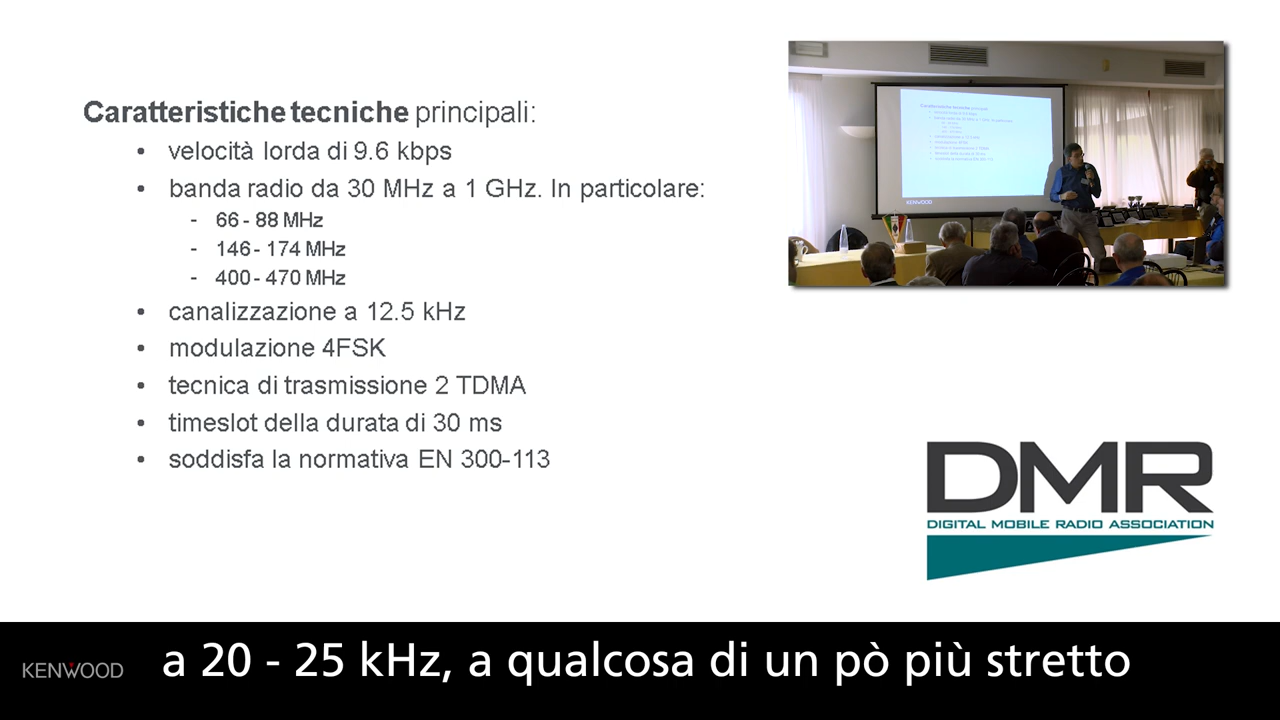 Caratteristiche tecniche principali:
• velocità lorda di 9.6 kbps
• banda radio da 30 MHz a 1 GHz. In particolare:
- 66 - 88 MHz
- 146 - 174 MHz
- 400 - 470 MHz
• canalizzazione a 12.5 kHz
• modulazione 4FSK
• tecnica di trasmissione 2 TDMA
• timeslot della durata di 30 ms
• soddisfa la normativa EN 300-113
KENWOOD
DMR
DIGITAL MOBILE RADIO ASSOCIATION
KENWOOD
a 20 - 25 kHz, a qualcosa di un pò più stretto